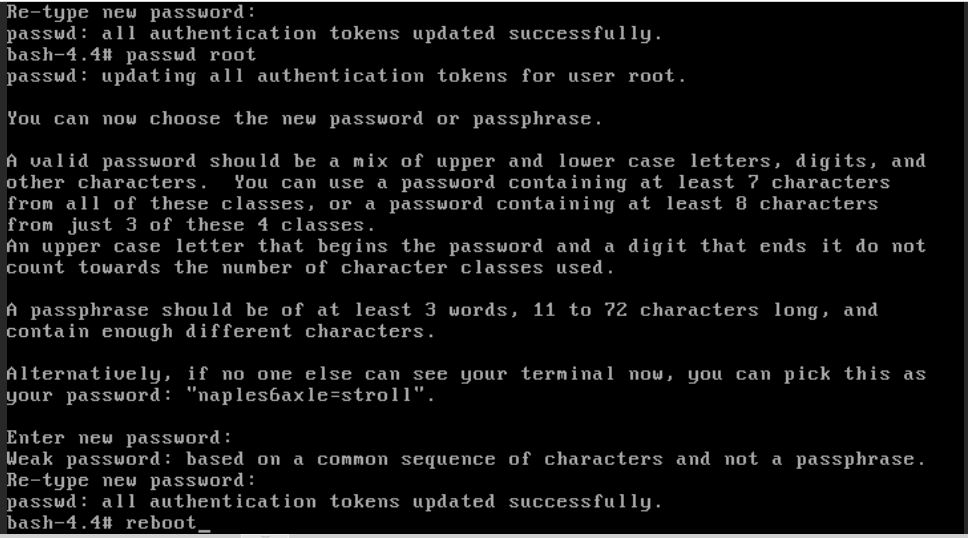 Re-type new password:
passwd: all authentication tokens updated successfully.
bash-4.4# passwd root
passwd: updating all authentication tokens for user root.
You can now choose the new password or passphrase.
A valid password should be a mix of upper and lower case letters, digits, and
other characters.  You can use a password containing at least 7 characters
from all of these classes, or a password containing at least 8 characters
from just 3 of these 4 classes.
An upper case letter that begins the password and a digit that ends it do not
count towards the number of character classes used.
A passphrase should be of at least 3 words, 11 to 72 characters long, and
contain enough different characters.
Alternatively, if no one else can see your terminal now, you can pick this as
your password: "naples6axle=stroll".
Enter new password:
Weak password: based on a common sequence of characters and not a passphrase.
Re-type new password:
passwd: all authentication tokens updated successfully.
bash-4.4# reboot_